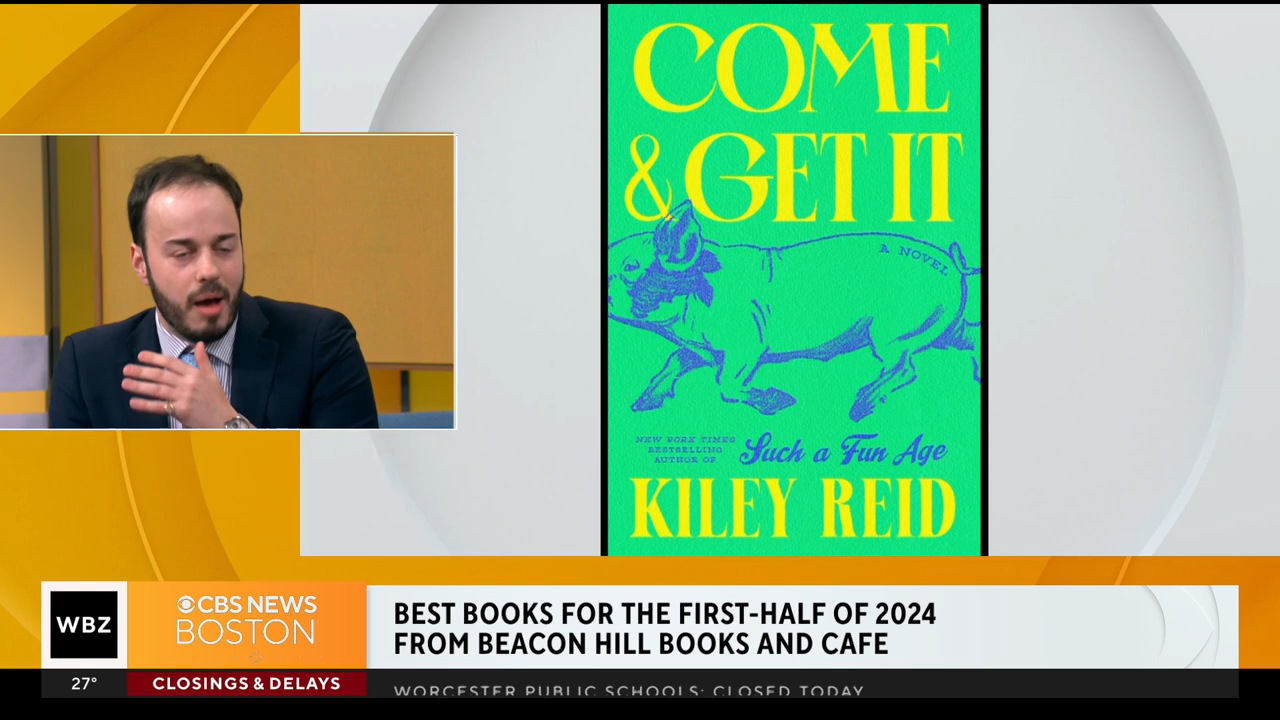 COME
& GET IT
A NOVEL
NEW YORK TIMES
BESTSELLING
AUTHOR OF
Such a Fun Age
KILEY REID
WBZ
CBS NEWS
BOSTON
BEST BOOKS FOR THE FIRST-HALF OF 2024
FROM BEACON HILL BOOKS AND CAFE
27°
CLOSINGS & DELAYS
WORCESTER PUBLIC SCHOOLS: CLOSED TODAY